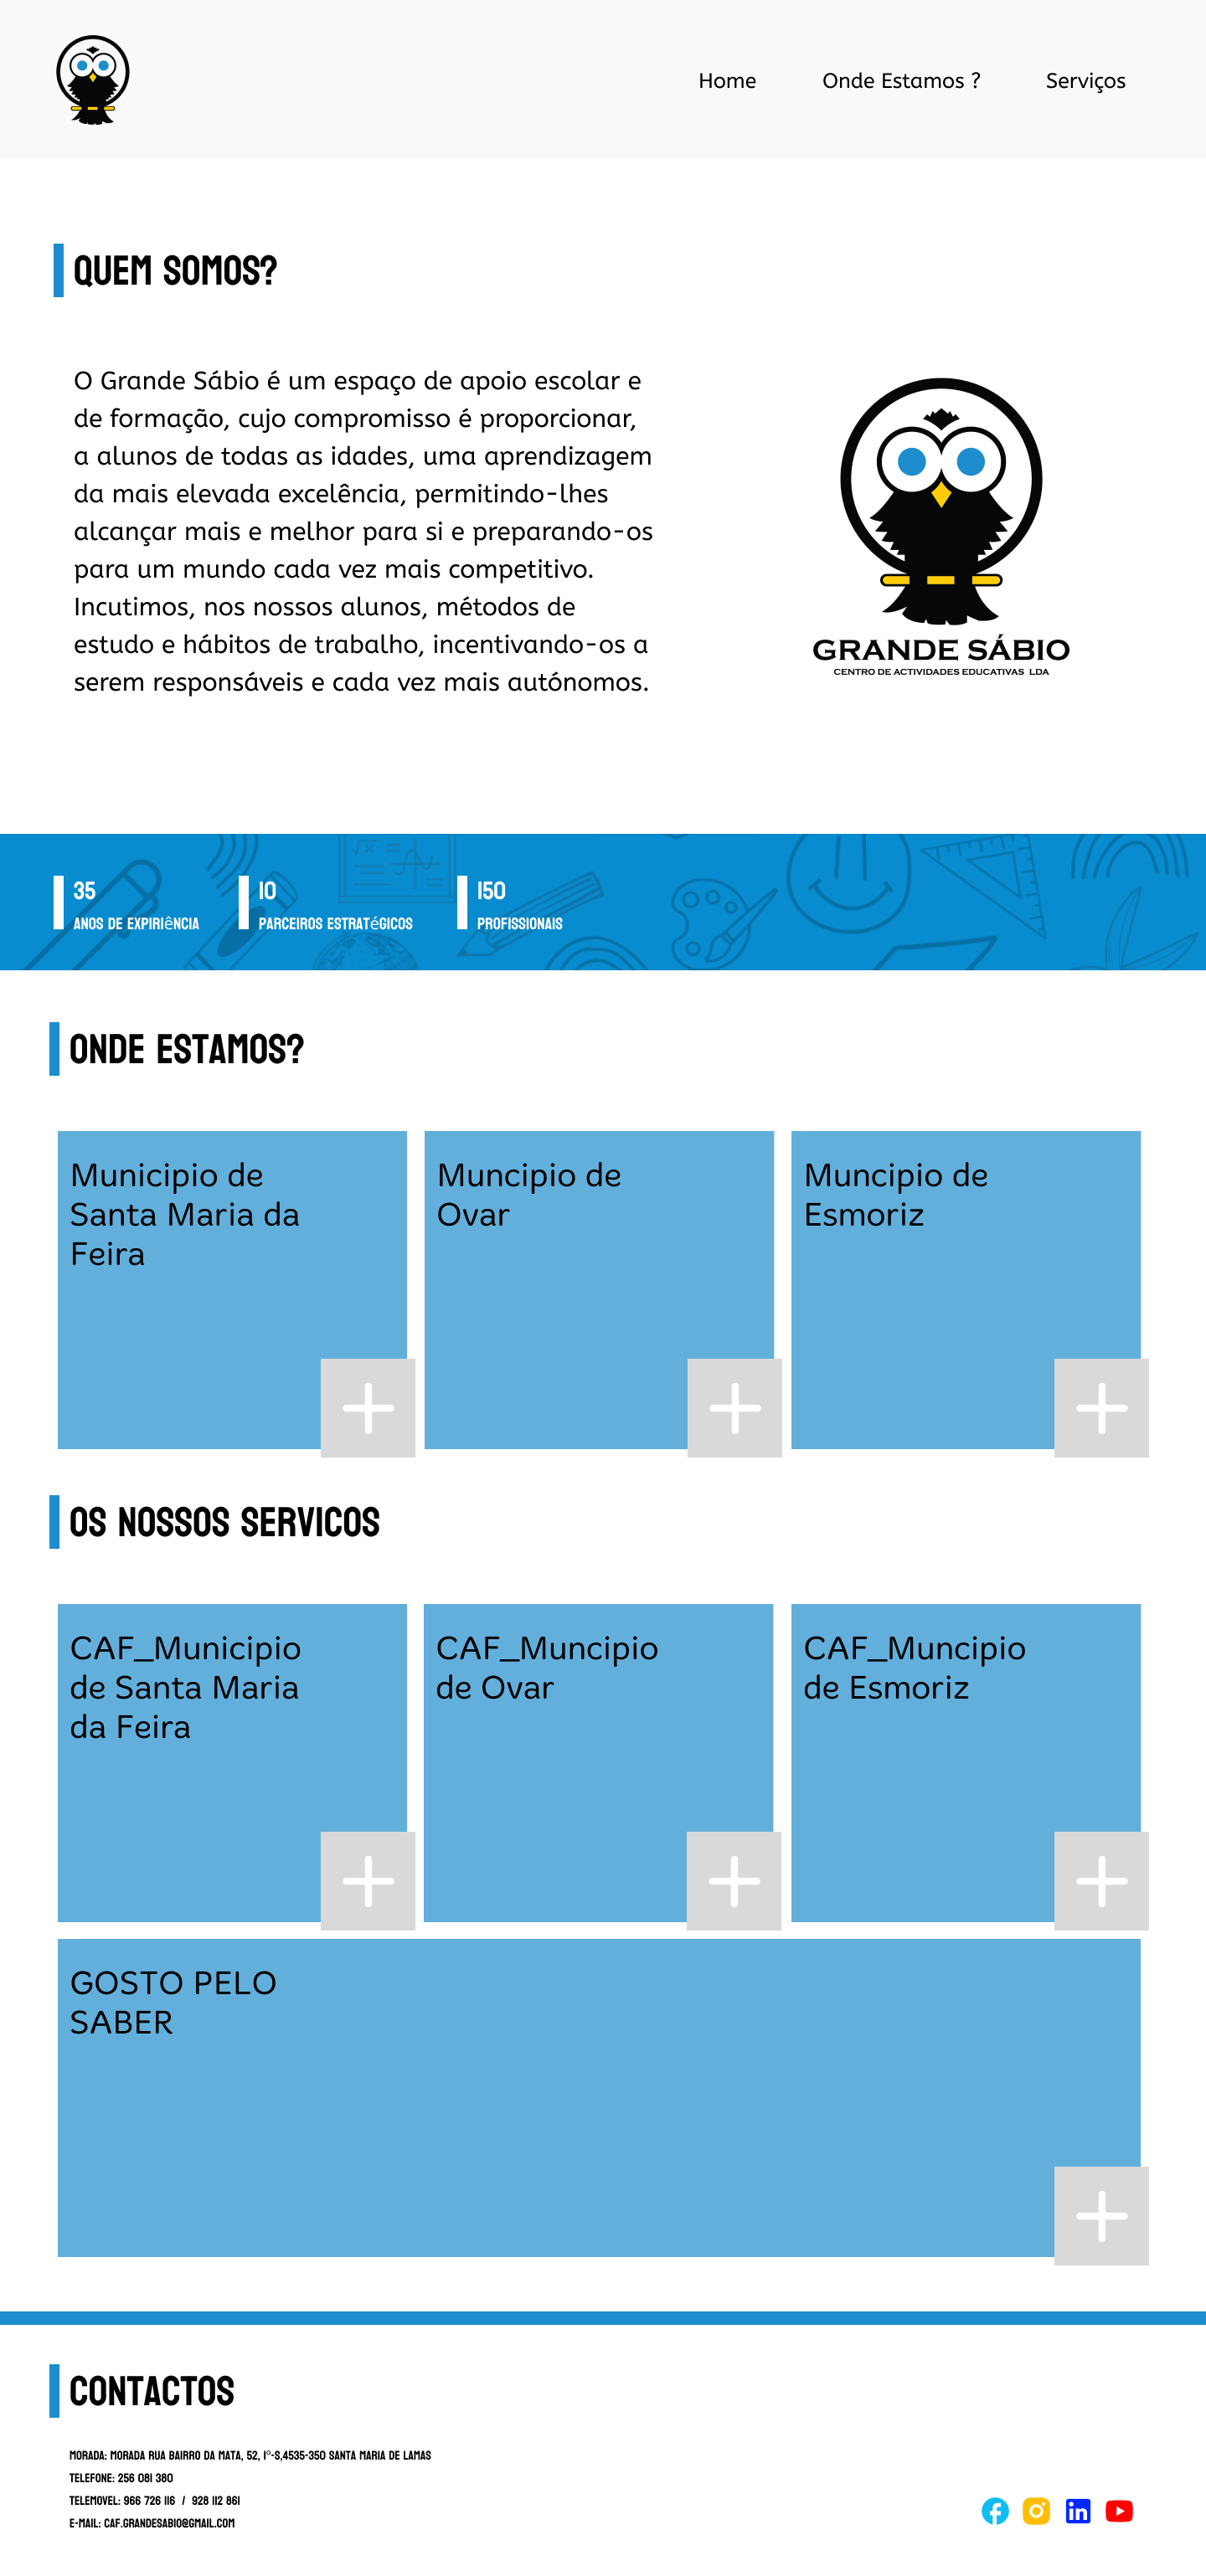 Home Onde Estamos ? Serviços
QUEM SOMOS?
O Grande Sábio é um espaço de apoio escolar e
de formação, cujo compromisso é proporcionar,
a alunos de todas as idades, uma aprendizagem
da mais elevada excelência, permitindo-lhes
alcançar mais e melhor para si e preparando-os
para um mundo cada vez mais competitivo.
Incutimos, nos nossos alunos, métodos de
estudo e hábitos de trabalho, incentivando-os a
serem responsáveis e cada vez mais autónomos.
GRANDE SÁBIO
CENTRO DE ACTIVIDADES EDUCATIVAS LDA
35
ANOS DE EXPIRIêNCIA
10
PARCEIROS ESTRATéGICOS
150
PROFISSIONAIS
ONDE ESTAMOS?
Municipio de
Santa Maria da
Feira
Muncipio de
Ovar
Muncipio de
Esmoriz
OS NOSSOS SERVICOS
CAF_Municipio
de Santa Maria
da Feira
CAF_Muncipio
de Ovar
CAF_Muncipio
de Esmoriz
GOSTO PELO
SABER
CONTACTOS
MORADA: MORADA RUA BAIRRO DA MATA, 52, 1º-S,4535-350 SANTA MARIA DE LAMAS
TELEFONE: 256 081 380
TELEMOVEL: 966 726 116 / 928 112 861
E-MAIL: CAF.GRANDESABIO@GMAIL.COM